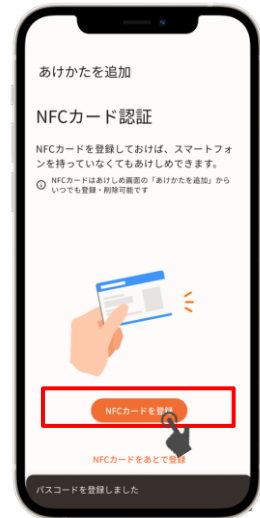 あけかたを追加
NFCカード認証
NFCカードを登録しておけば、スマートフォ
ンを持っていなくてもあけしめできます。
NFCカードはあけしめ画面の「あけかたを追加」から
いつでも登録・削除可能です
NFCカードを登録
NFCカードをあとで登録
パスコードを登録しました